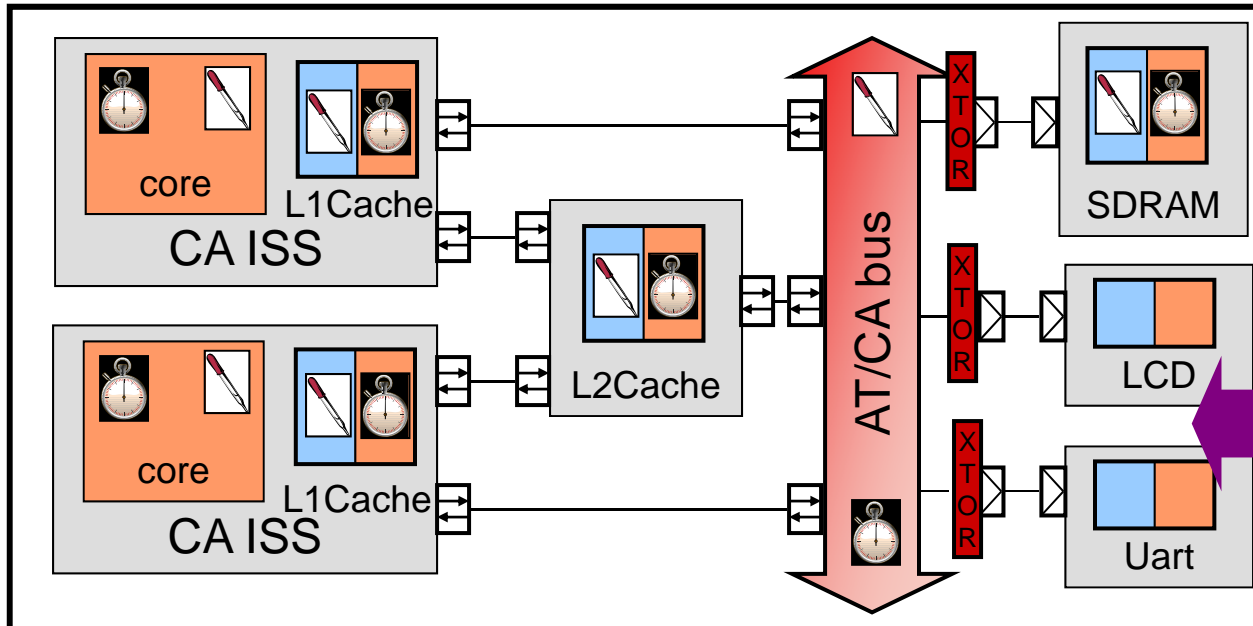 core
L1Cache
CA ISS
core
L1Cache
CA ISS
L2Cache
AT/CA bus
XTOR
XTOR
XTOR
SDRAM
LCD
Uart